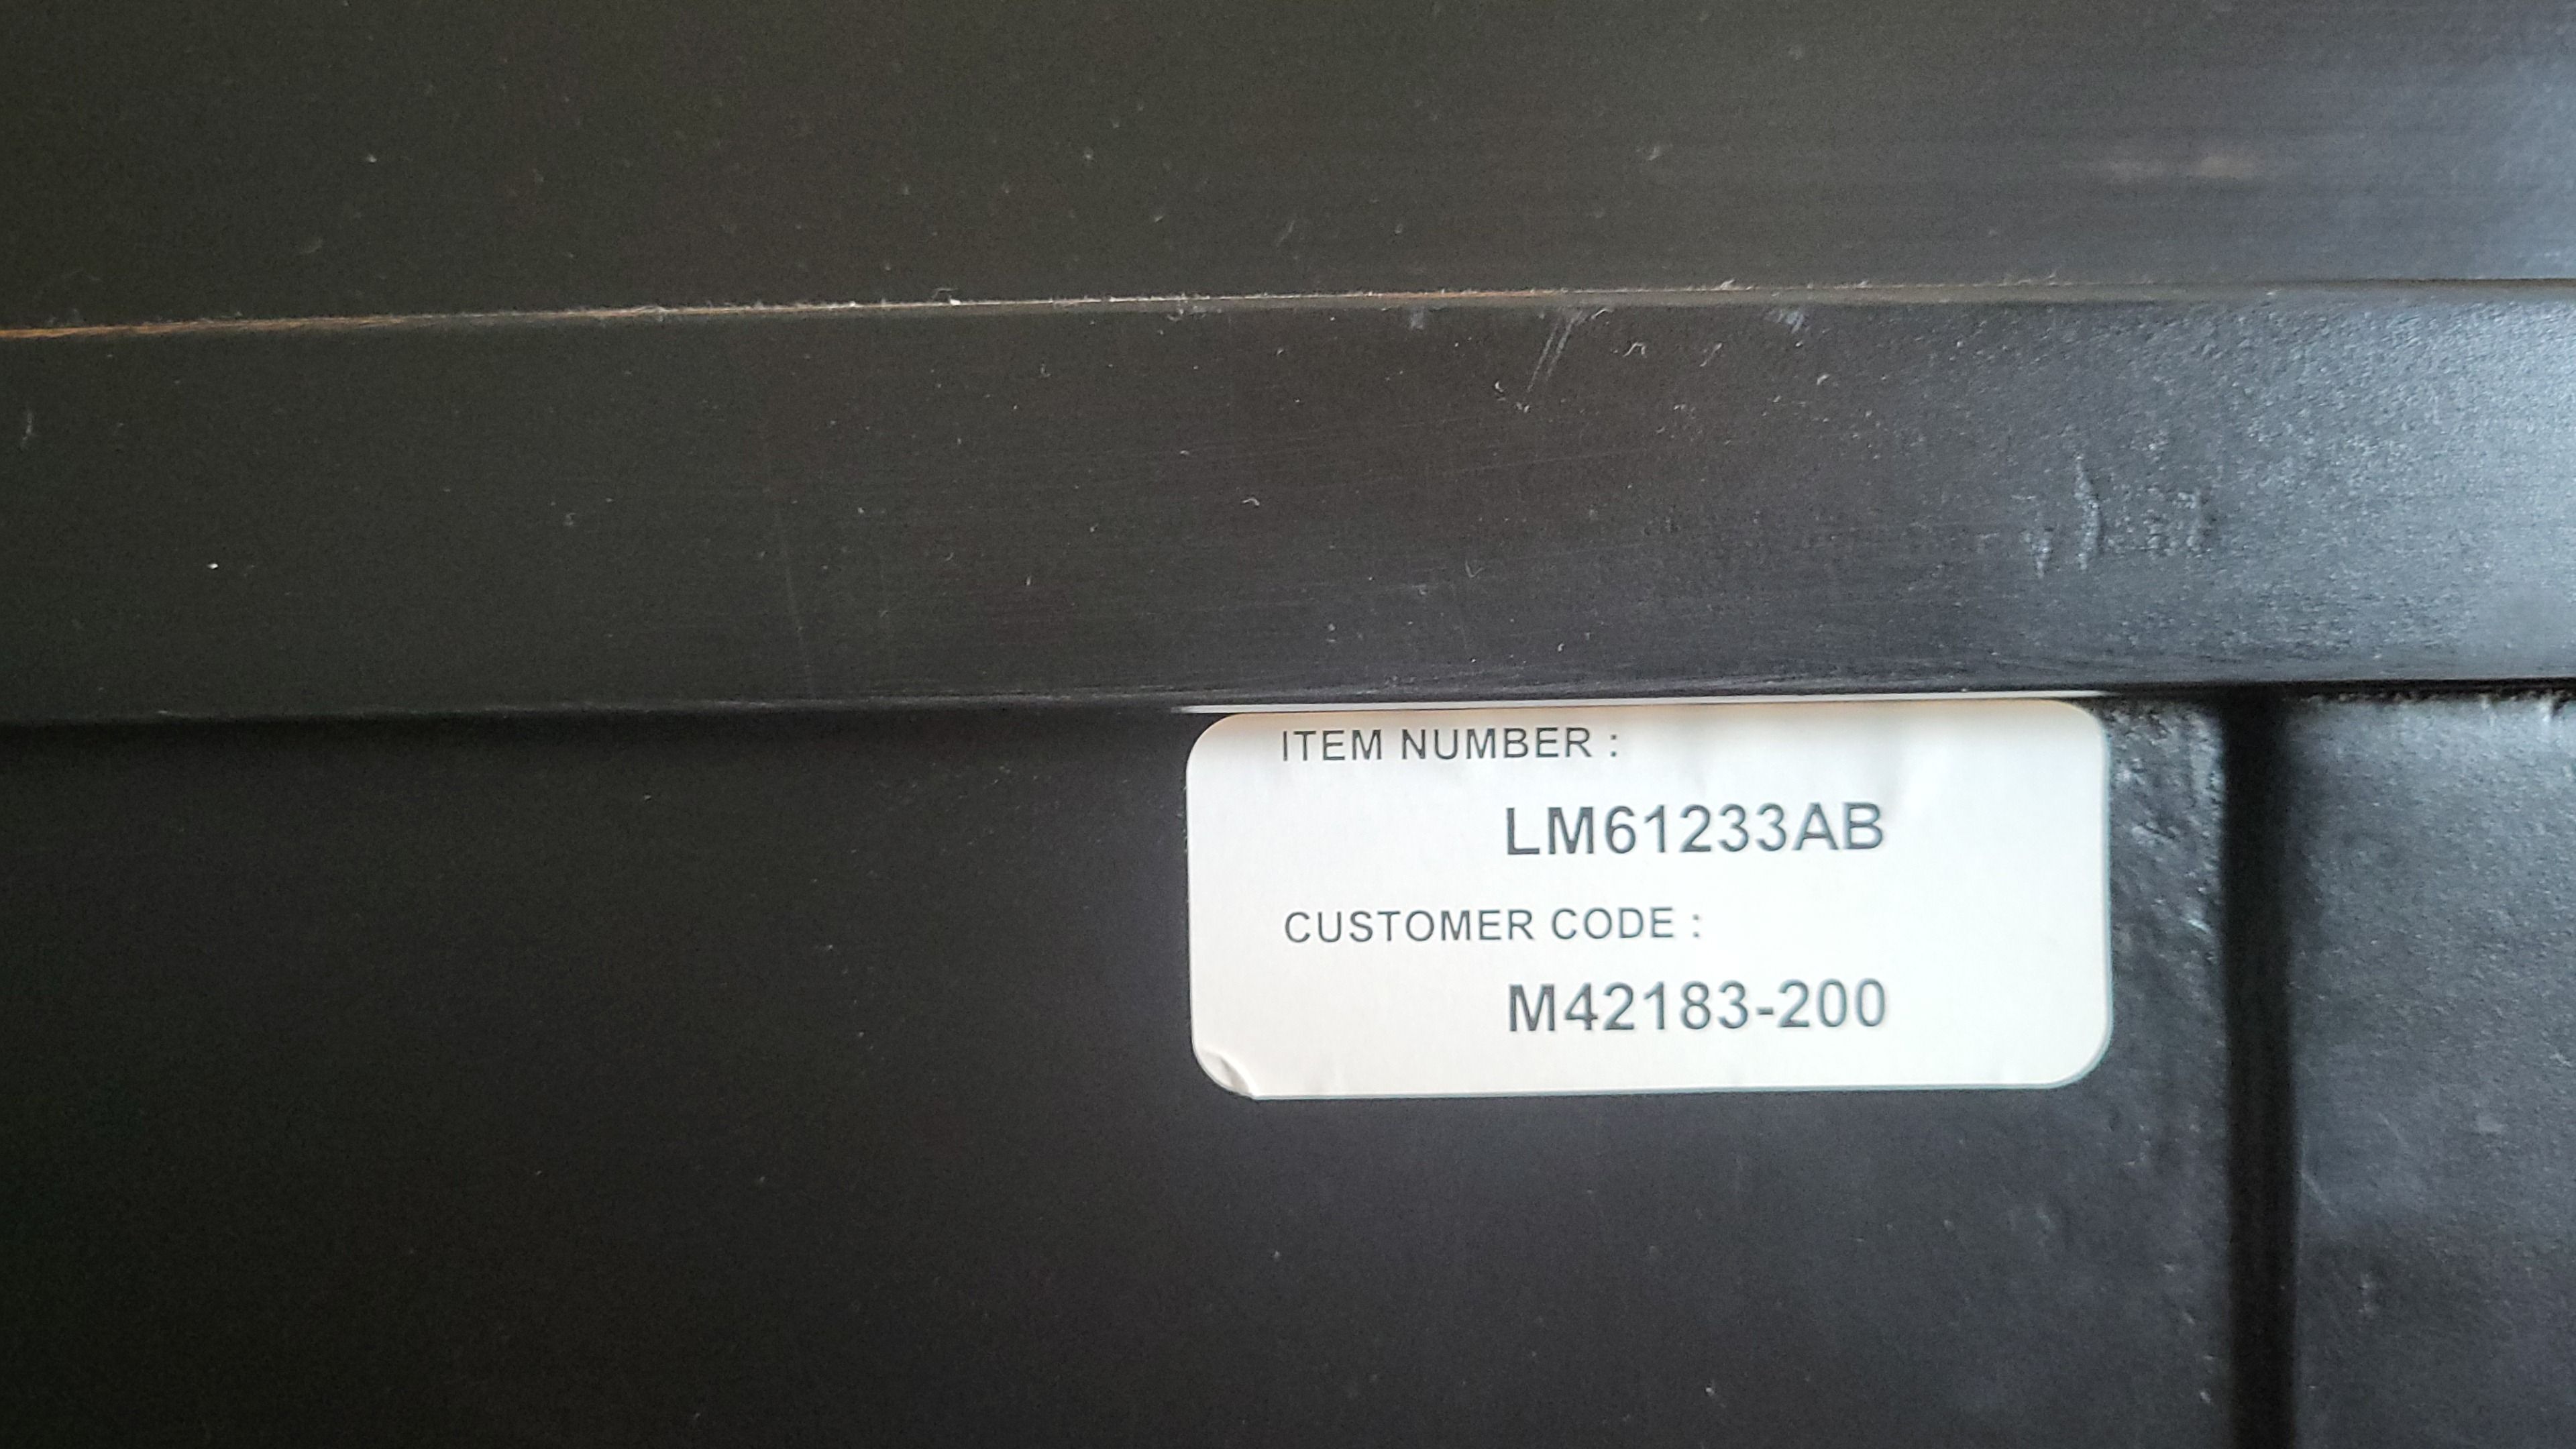 ITEM NUMBER :
LM61233AB
CUSTOMER CODE :
M42183-200